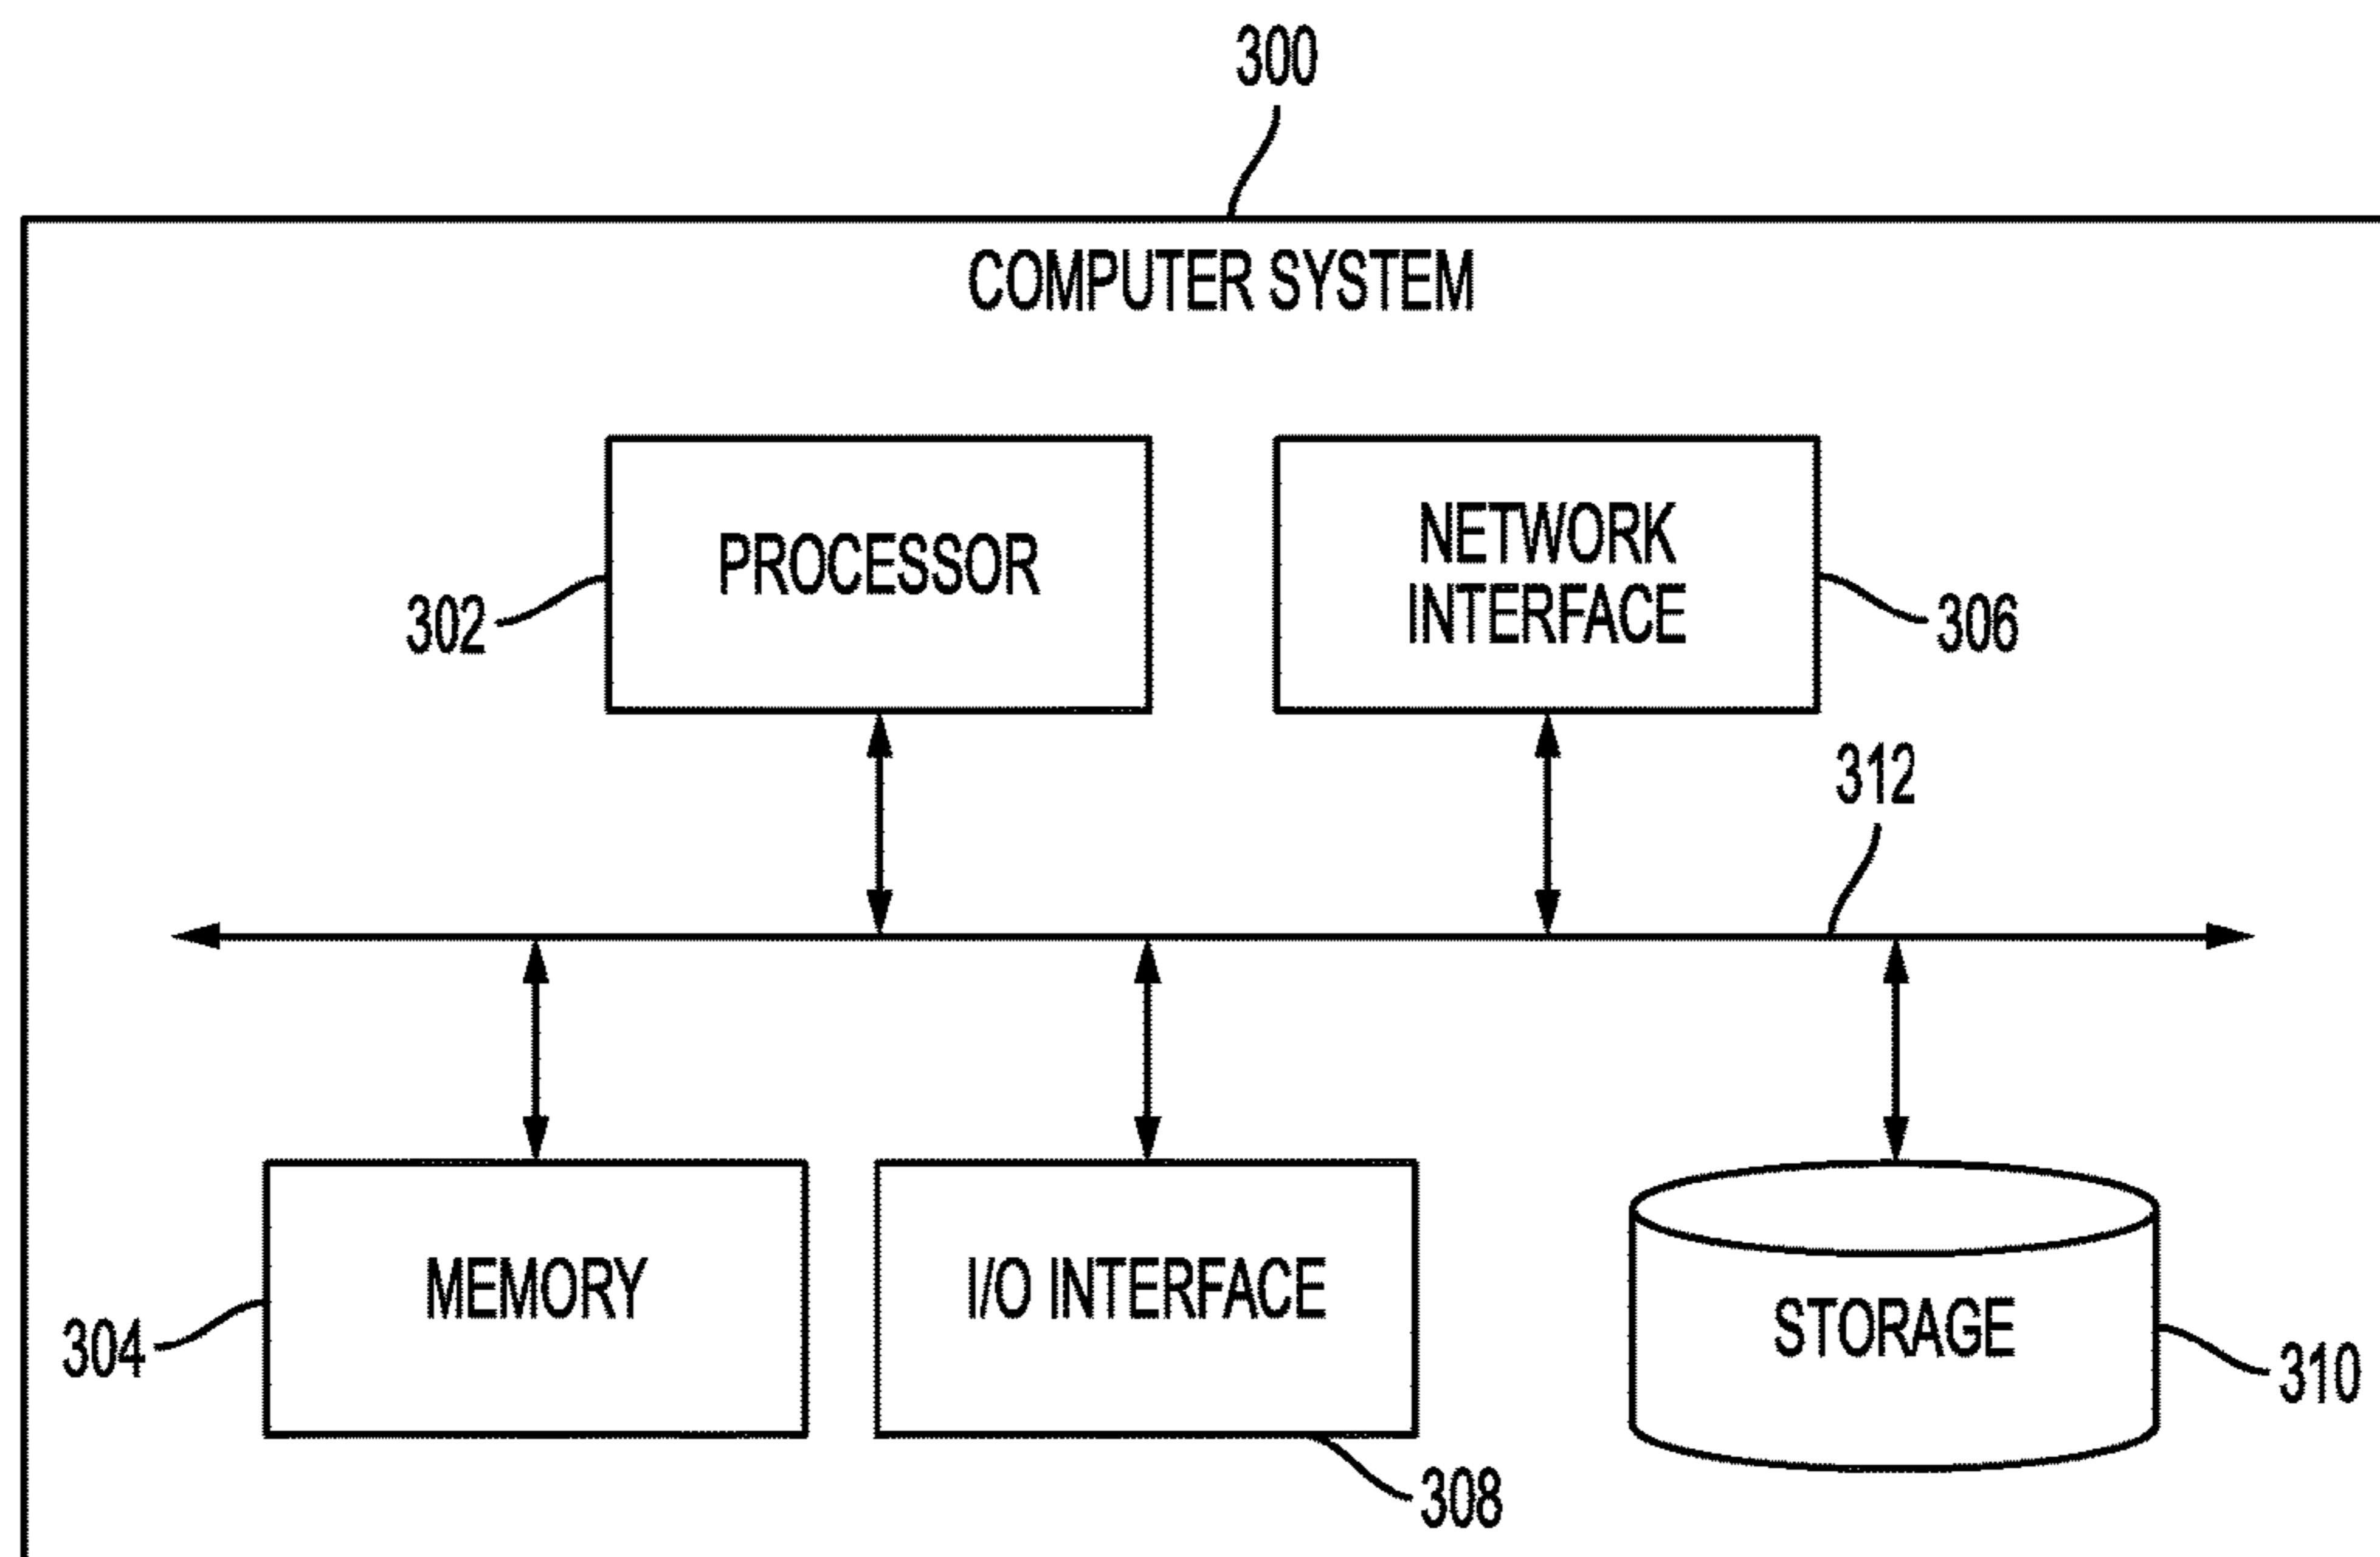 300
COMPUTER SYSTEM
PROCESSOR
NETWORK
INTERFACE
302
306
312
MEMORY
I/O INTERFACE
STORAGE
304
310
308